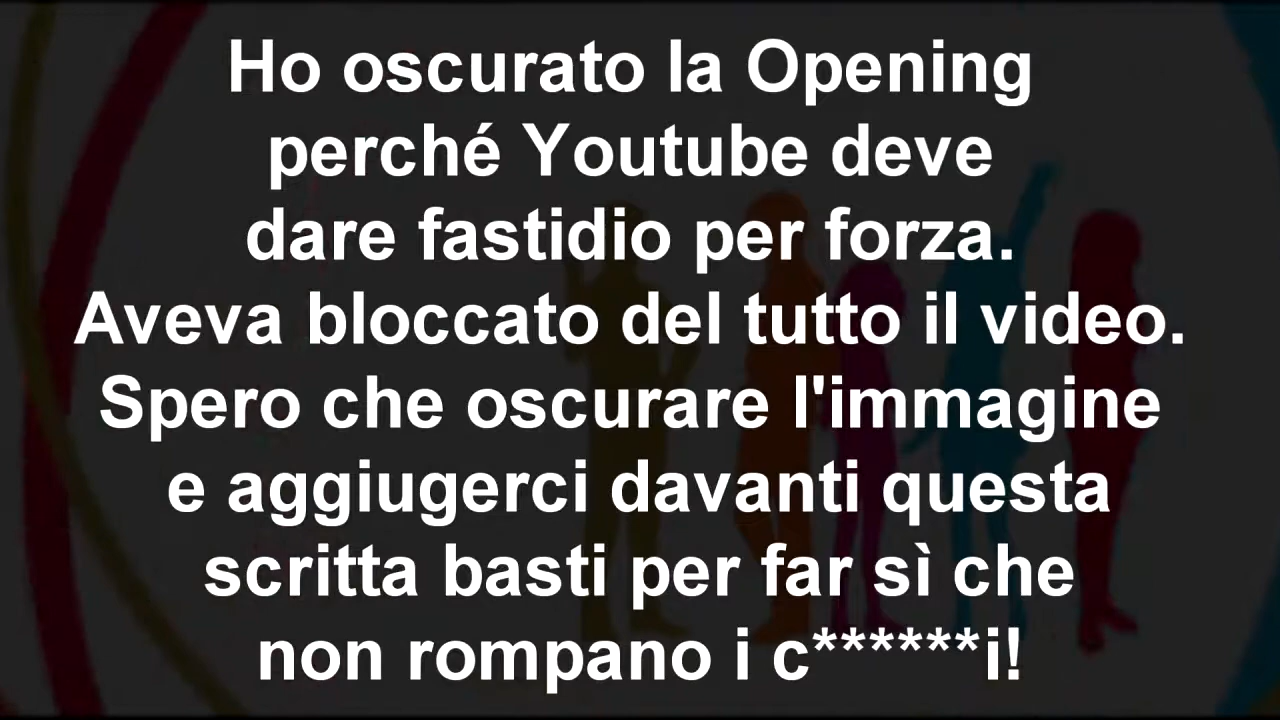 Ho oscurato la Opening
perché Youtube deve
dare fastidio per forza.
Aveva bloccato del tutto il video.
Spero che oscurare l'immagine
e aggiugerci davanti questa
scritta basti per far sì che
non rompano i c******i!